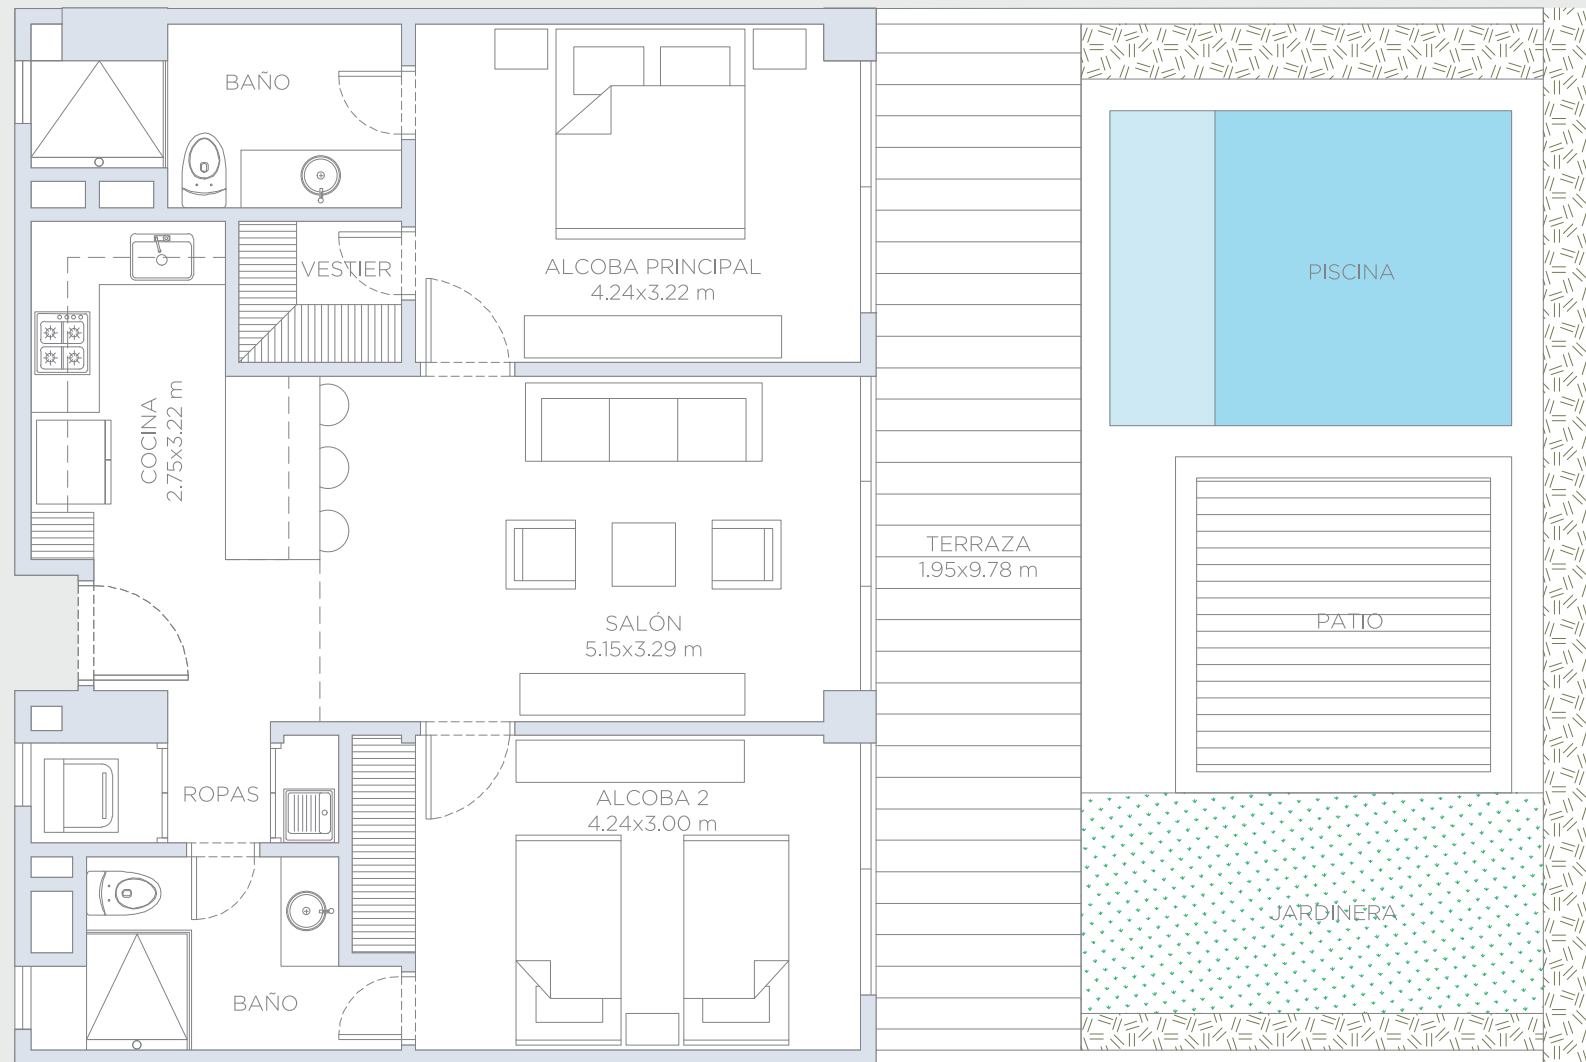 BAÑO
VESTIER
ALCOBA PRINCIPAL
4.24x3.22 m
PISCINA
COCINA
2.75x3.22 m
TERRAZA
1.95x9.78 m
SALÓN
5.15x3.29 m
PATIO
ROPAS
ALCOBA 2
4.24x3.00 m
JARDINERA
BAÑO